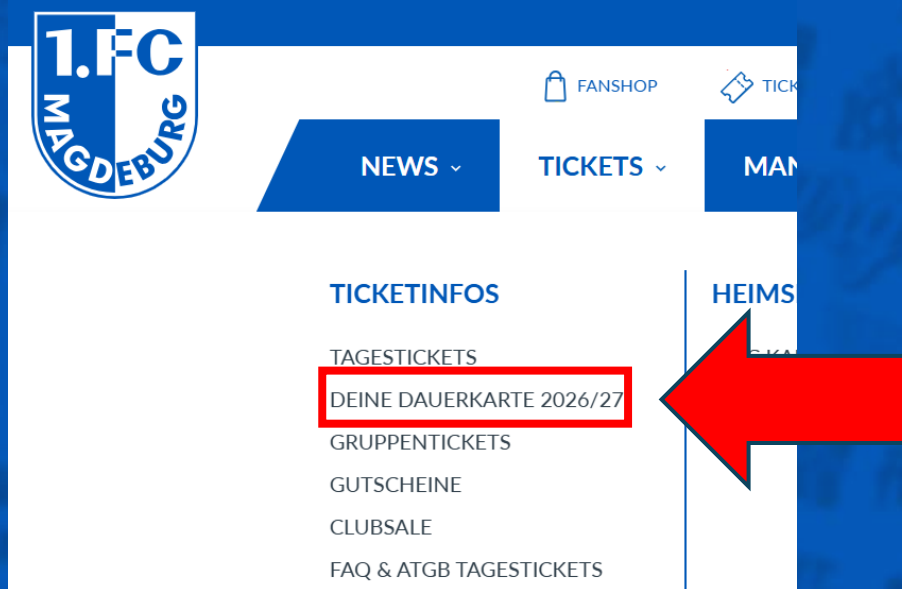 1.FC
MAGDEBURG
FANSHOP
NEWS
TICKETS
TICKETINFOS
TAGESTICKETS
DEINE DAUERKARTE 2026/27
GRUPPENTICKETS
GUTSCHEINE
CLUBSALE
FAQ & ATGB TAGESTICKETS